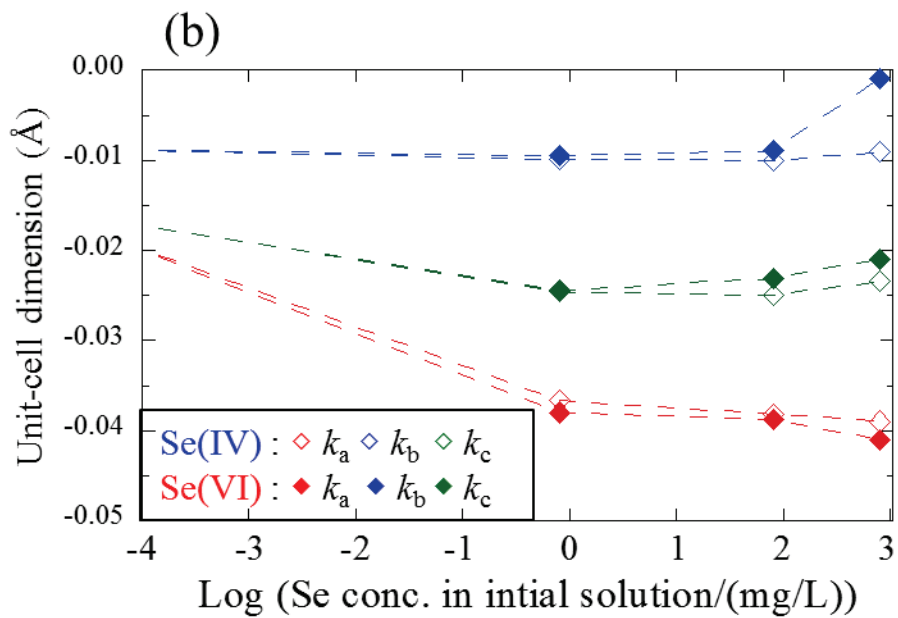 (b)
Unit-cell dimension (Å)
0.00
-0.01
-0.02
-0.03
-0.04
-0.05
Se(IV) : ◇ ka ◇ kb ◇ kc
Se(VI) : ◆ ka ◆ kb ◆ kc
-4 -3 -2 -1 0 1 2 3
Log (Se conc. in intial solution/(mg/L))